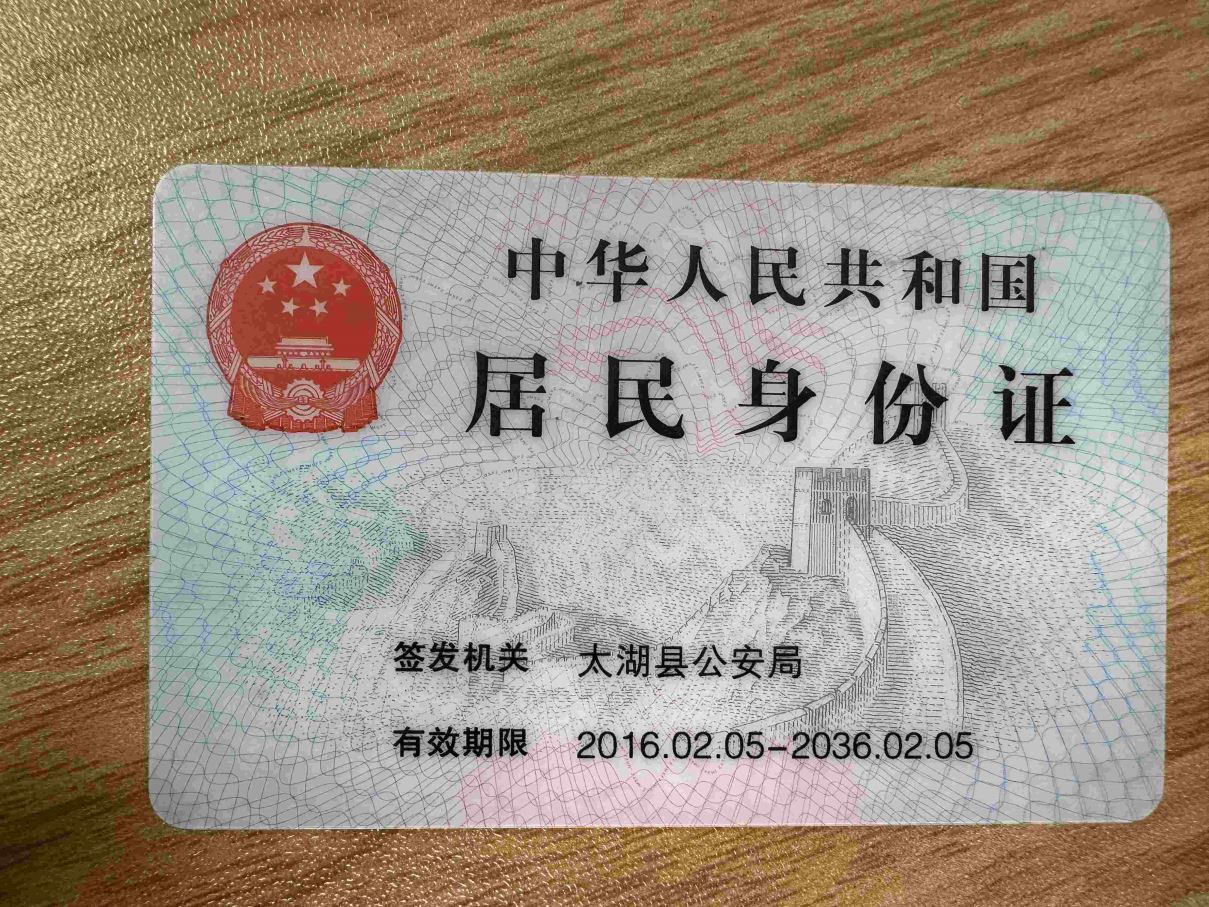 中华人民共和国
居民身份证
签发机关 太湖县公安局
有效期限 2016.02.05-2036.02.05